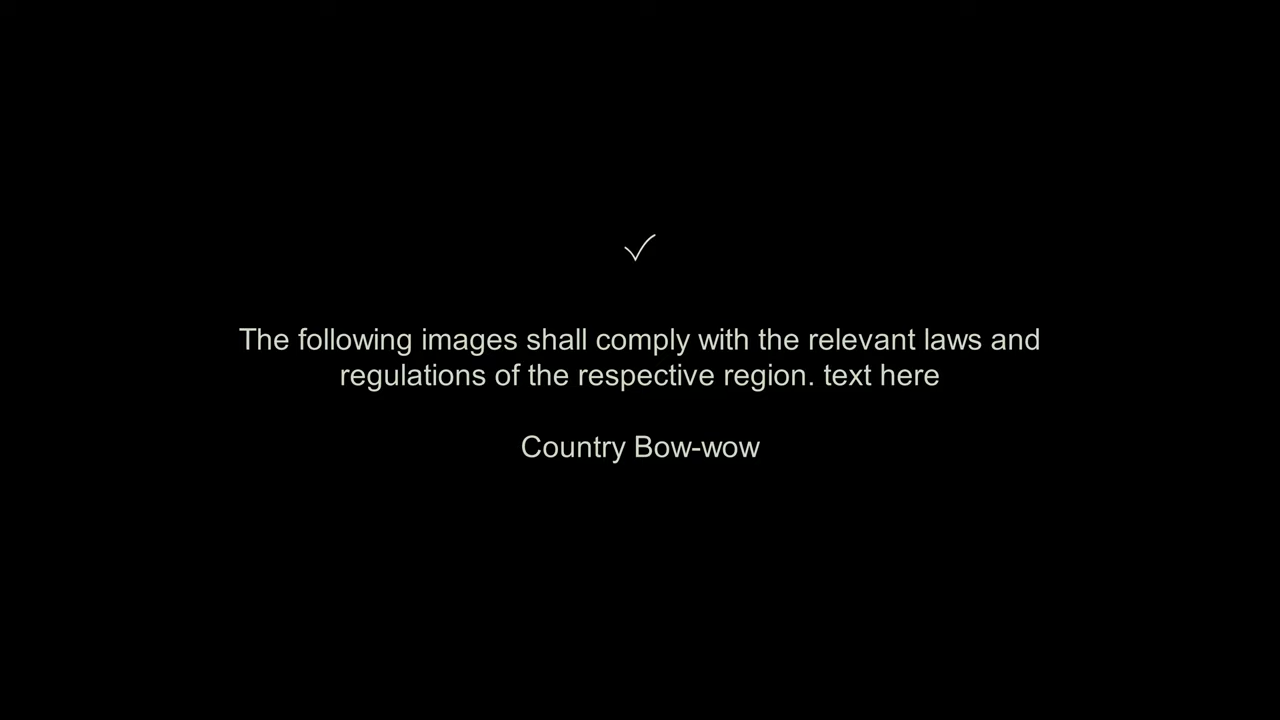 The following images shall comply with the relevant laws and
regulations of the respective region. text here
Country Bow-wow